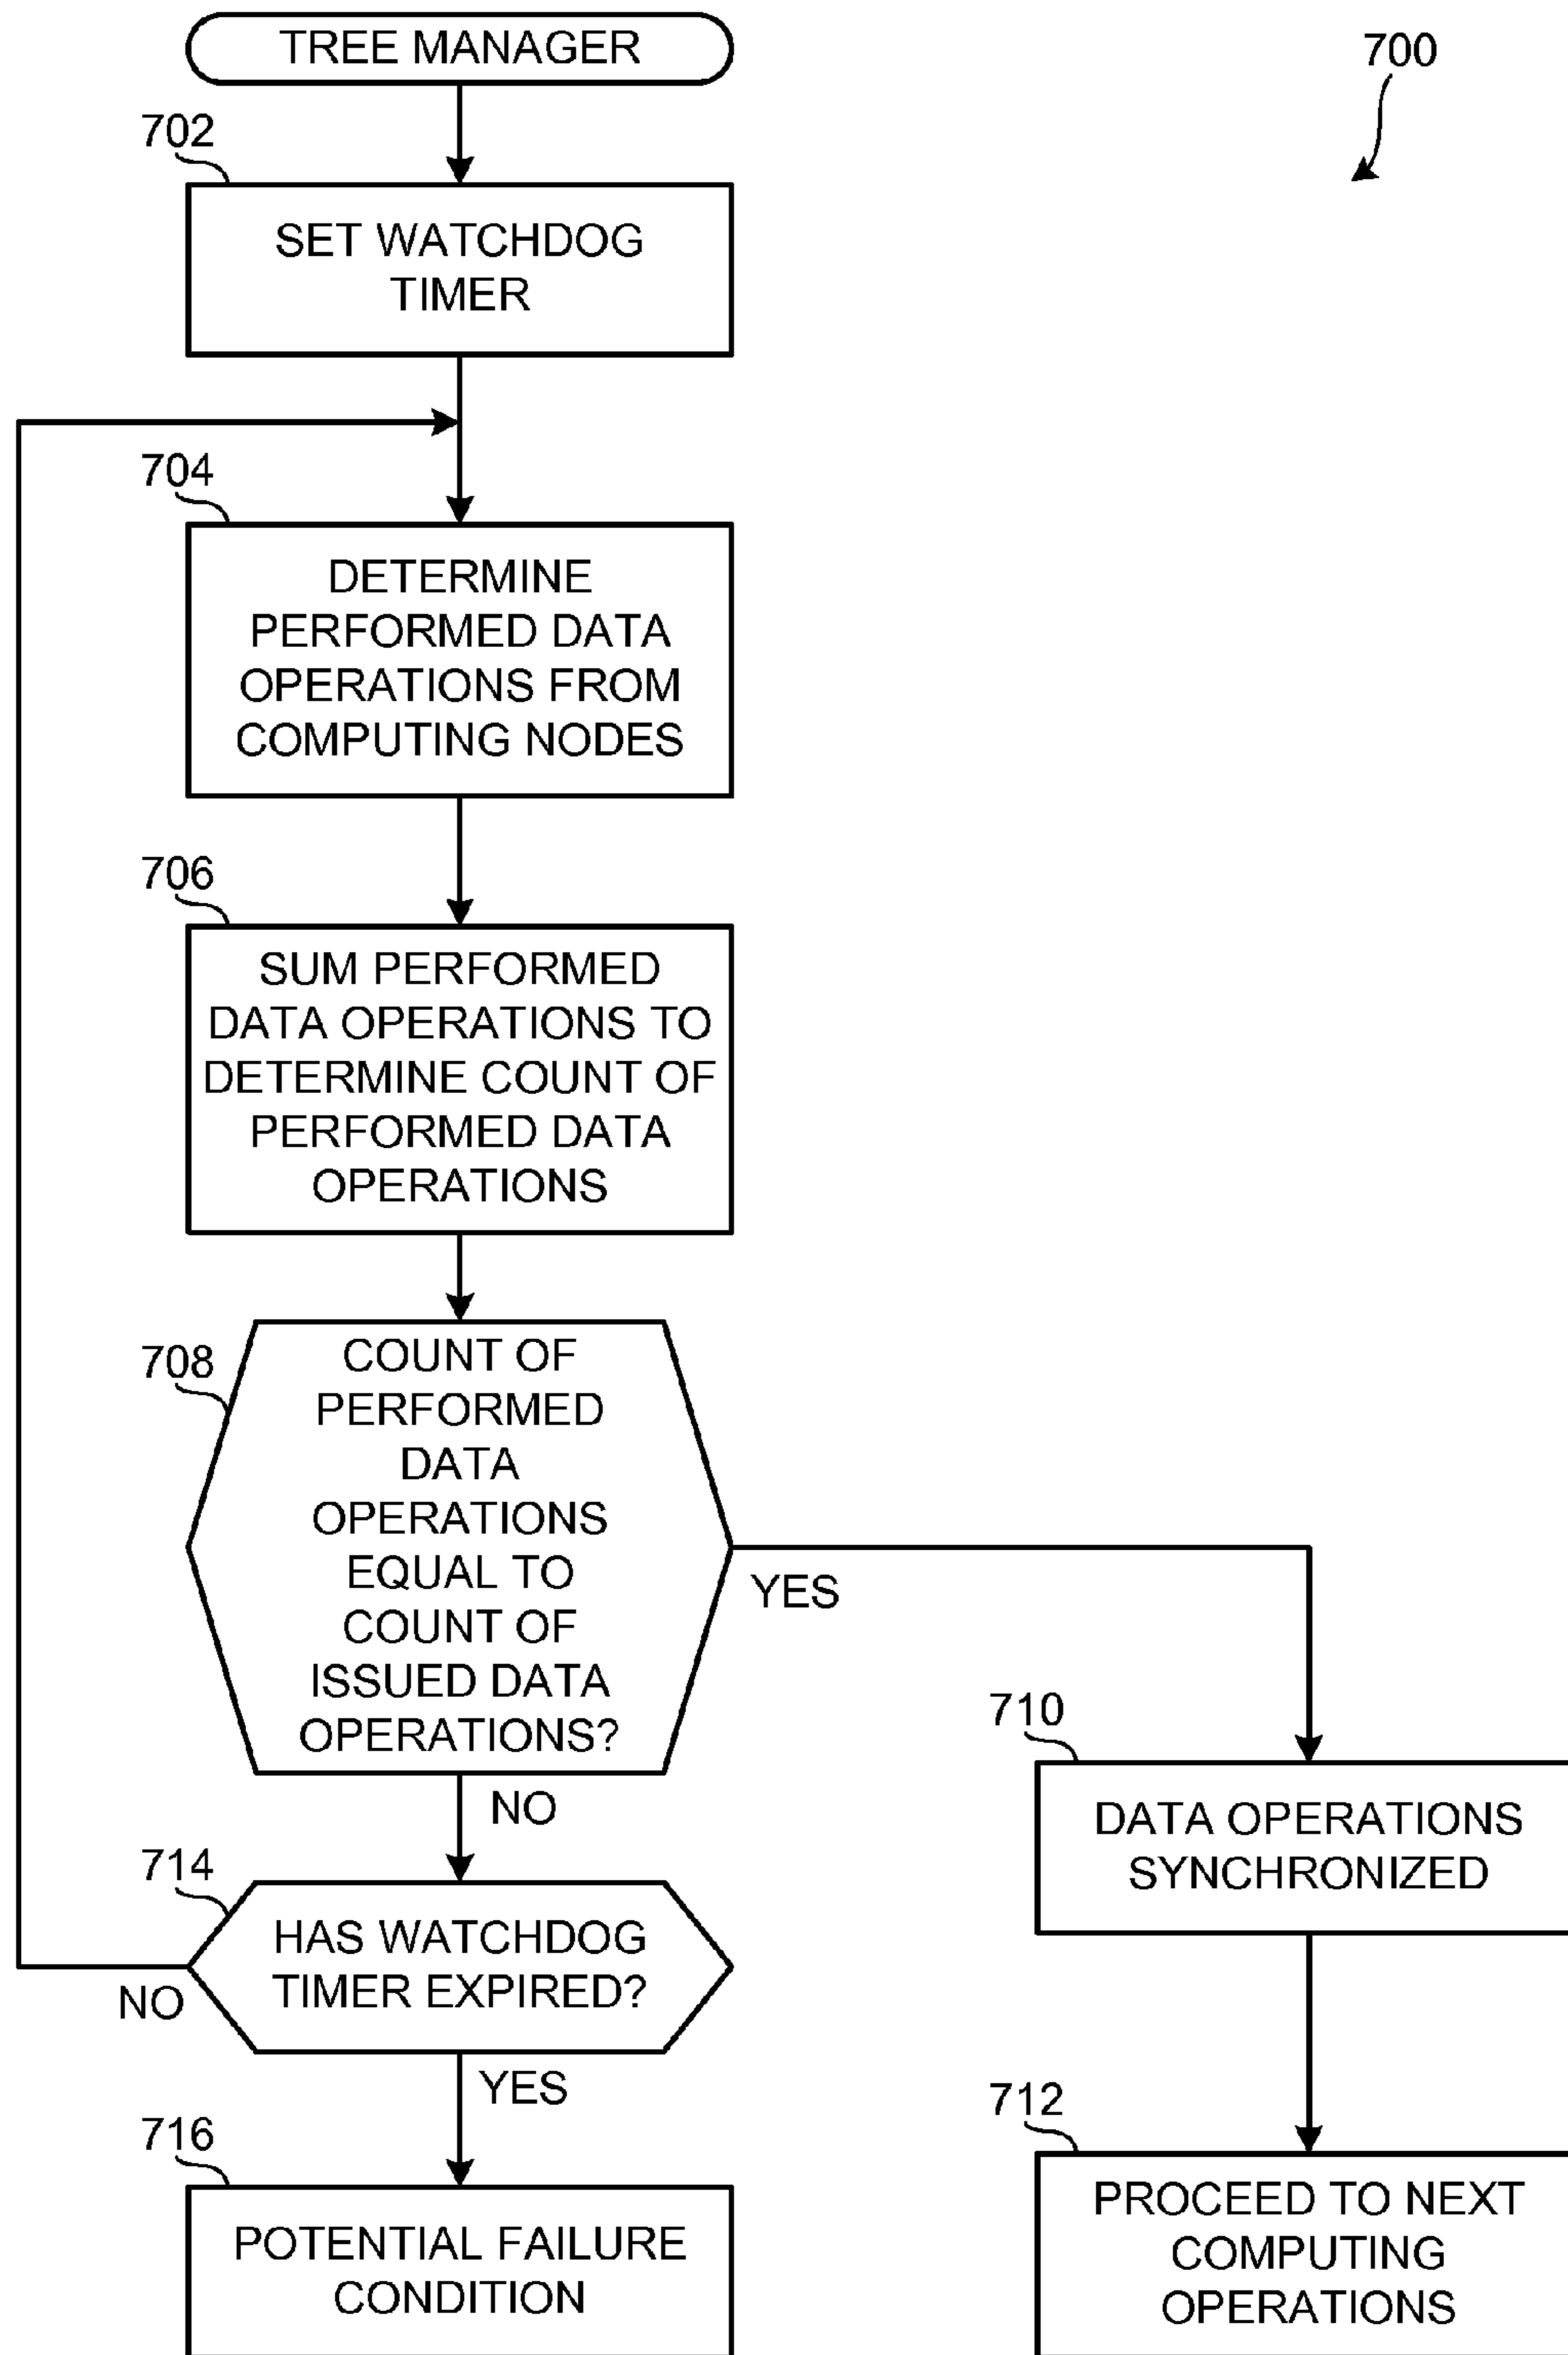 TREE MANAGER
700
702
SET WATCHDOG
TIMER
704
DETERMINE
PERFORMED DATA
OPERATIONS FROM
COMPUTING NODES
706
SUM PERFORMED
DATA OPERATIONS TO
DETERMINE COUNT OF
PERFORMED DATA
OPERATIONS
708
COUNT OF
PERFORMED
DATA
OPERATIONS
EQUAL TO
COUNT OF
ISSUED DATA
OPERATIONS?
YES
NO
710
DATA OPERATIONS
SYNCHRONIZED
714
HAS WATCHDOG
TIMER EXPIRED?
NO
YES
712
PROCEED TO NEXT
COMPUTING
OPERATIONS
716
POTENTIAL FAILURE
CONDITION